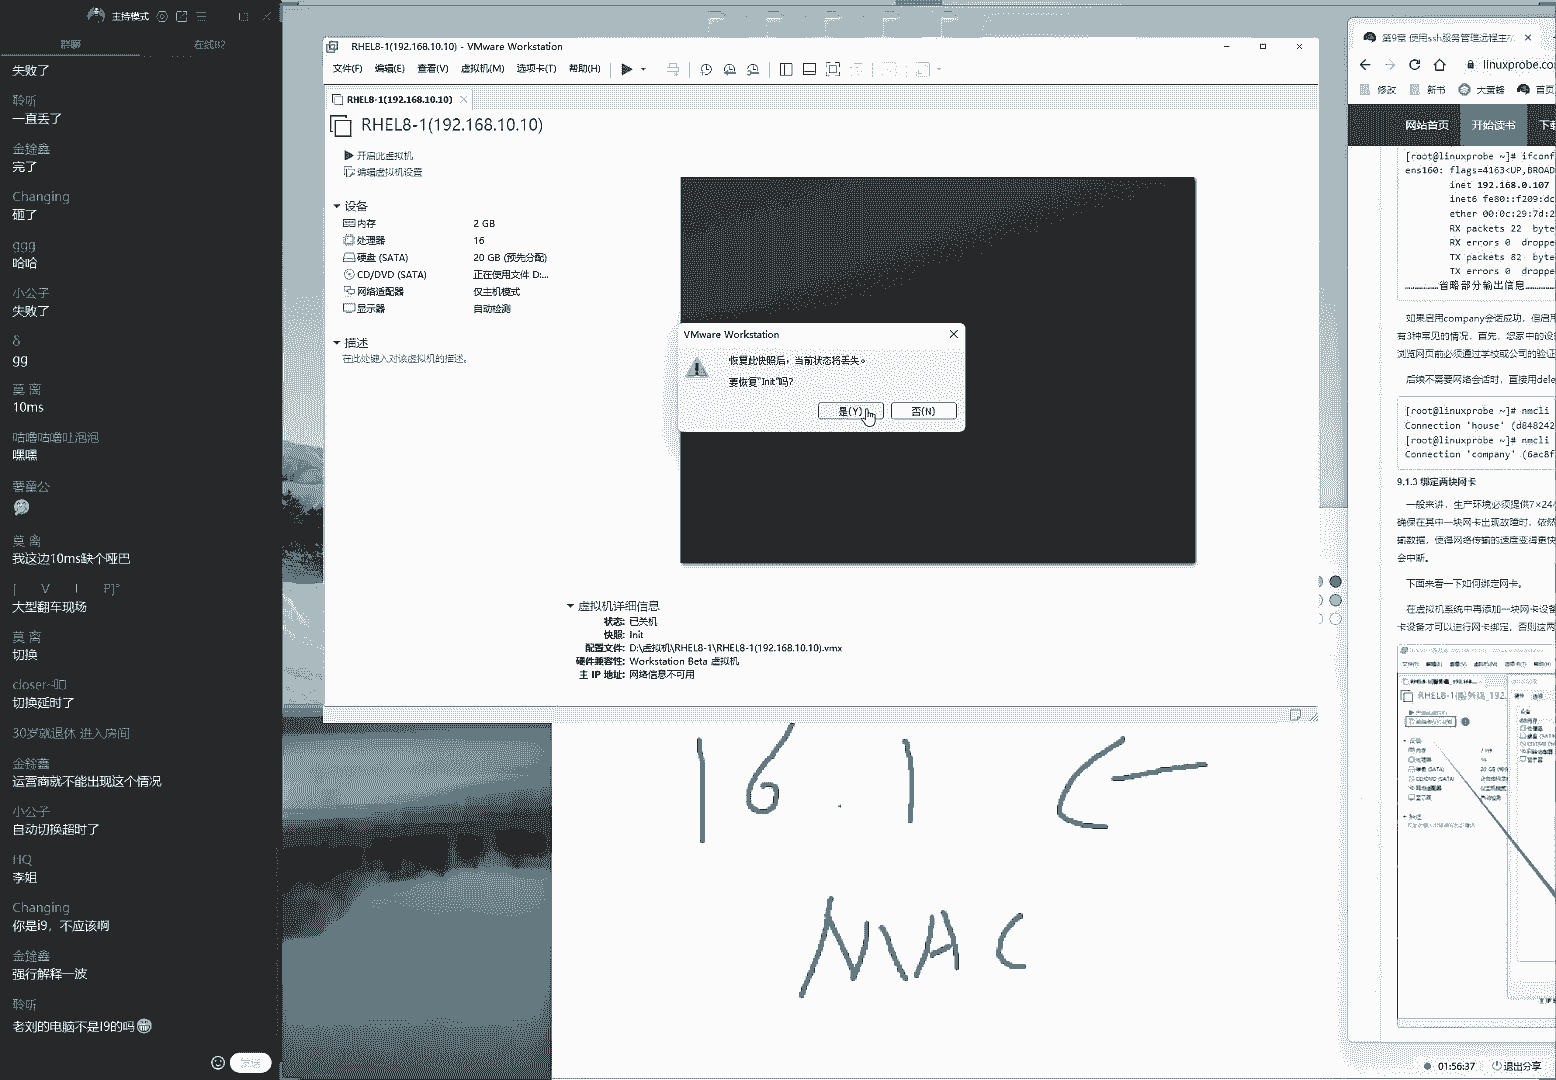 主持模式
群聊
在线82
失败了
聆听
一直丢了
金銓鑫
完了
Changing
砸了
ggg
哈哈
小公子
失败了
δ
gg
莫 离
10ms
咕噜咕噜吐泡泡
嘿嘿
莫 离
我这边10ms缺个哑巴
[ V I P]°
大型翻车现场
莫 离
切换
切换延时了
30岁就退休 进入房间
金銓鑫
运营商就不能出现这个情况
小公子
自动切换超时了
HQ
李姐
Changing
你是i9，不应该啊
金銓鑫
强行解释一波
聆听
老刘的电脑不是I9的吗
发送
RHEL8-1(192.168.10.10) - VMware Workstation
文件(F) 编辑(E) 查看(V) 虚拟机(M) 选项卡(T) 帮助(H)
RHEL8-1(192.168.10.10)
RHEL8-1(192.168.10.10)
开启此虚拟机
编辑虚拟机设置
设备
内存 2 GB
处理器 16
硬盘 (SATA) 20 GB (预先分配)
CD/DVD (SATA) 正在使用文件 D:...
网络适配器 仅主机模式
显示器 自动检测
描述
在此处键入对该虚拟机的描述。
VMware Workstation
恢复此快照后，当前状态将丢失。
要恢复"Init"吗?
是(Y) 否(N)
虚拟机详细信息
状态: 已关机
快照: Init
配置文件: D:\虚拟机\RHEL8-1\RHEL8-1(192.168.10.10).vmx
硬件兼容性: Workstation Beta 虚拟机
主 IP 地址: 网络信息不可用
16 . 1
MAC
第9章 使用ssh服务管理远程主
linuxprobe.co
修改 新书 大黄蜂 首页
网站首页 开始读书 下
[root@linuxprobe ~]# ifconf
ens160: flags=4163<UP,BROAD
inet 192.168.0.107
inet6 fe80::f209:dc
ether 00:0c:29:7d:2
RX packets 22 byte
RX errors 0 droppe
TX packets 82 byte
TX errors 0 droppe
………………省略部分输出信息………………
如果启用company会话成功，但启用
有3种常见的情况。首先，您家中的设
浏览网页前必须通过学校或公司的验证
后续不需要网络会话时，直接用dele
[root@linuxprobe ~]# nmcli
Connection 'house' (d848242
[root@linuxprobe ~]# nmcli
Connection 'company' (6ac8f
9.1.3 绑定两块网卡
一般来讲，生产环境必须提供7×24
确保在其中一块网卡出现故障时，依然
输数据，使得网络传输的速度变得更快
会中断。
下面来看一下如何绑定网卡。
在虚拟机系统中再添加一块网卡设备
卡设备才可以进行网卡绑定，否则这两
01:56:37 退出分享